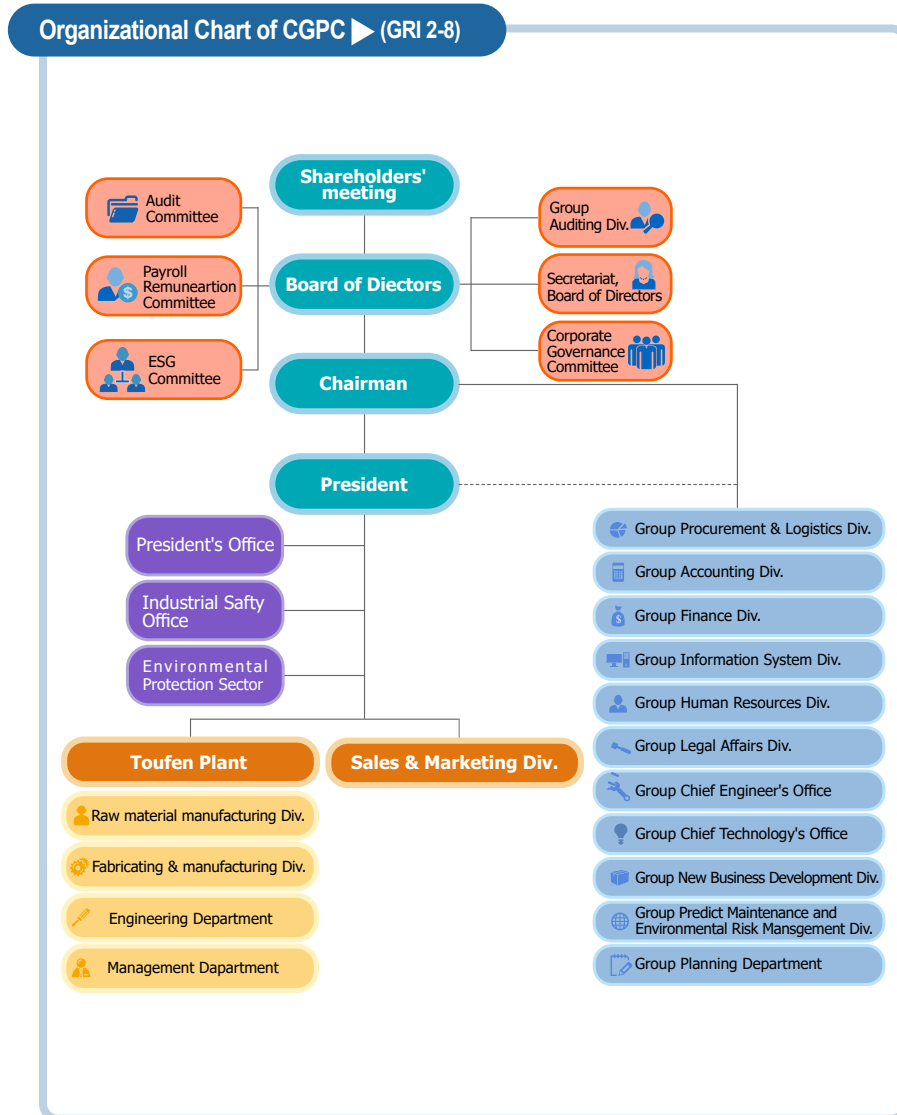 Organizational Chart of CGPC ▶ (GRI 2-8)
Shareholders'
meeting
Audit
Committee
Group
Auditing Div.
Payroll
Remuneartion
Committee
Board of Diectors
Secretariat,
Board of Directors
ESG
Committee
Chairman
Corporate
Governance
Committee
President
President's Office
Industrial Safty
Office
Environmental
Protection Sector
Toufen Plant
Sales & Marketing Div.
Raw material manufacturing Div.
Fabricating & manufacturing Div.
Engineering Department
Management Dapartment
Group Procurement & Logistics Div.
Group Accounting Div.
Group Finance Div.
Group Information System Div.
Group Human Resources Div.
Group Legal Affairs Div.
Group Chief Engineer's Office
Group Chief Technology's Office
Group New Business Development Div.
Group Predict Maintenance and
Environmental Risk Mansgement Div.
Group Planning Department